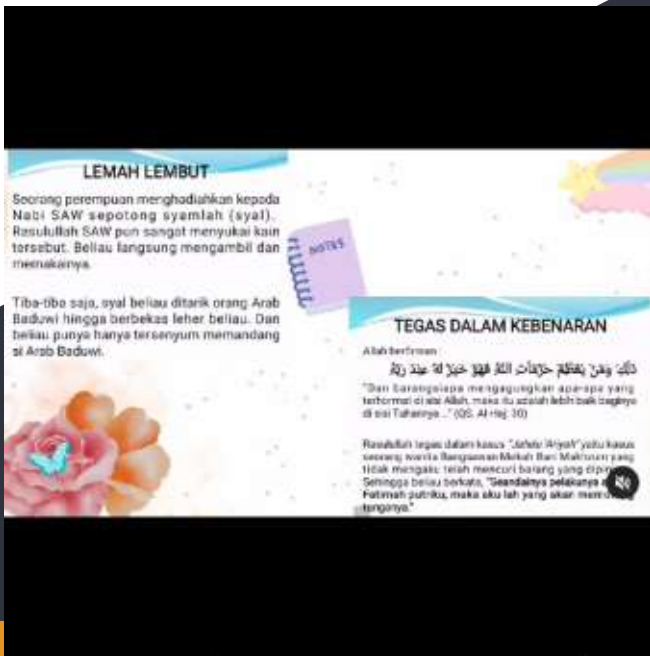 LEMAH LEMBUT
Seorang perempuan menghadiahkan kepada
Nabi SAW sepotong syamlah (syal).
Rasulullah SAW pun sangat menyukai kain
tersebut. Beliau langsung mengambil dan
memakainya.
Tiba-tiba saja, syal beliau ditarik orang Arab
Baduwi hingga berbekas leher beliau. Dan
beliau punya hanya tersenyum memandang
si Arab Baduwi.
NOTES
TEGAS DALAM KEBENARAN
Allah berfirman :
ذَلِكَ وَمَنْ يُعَظِّمْ حُرُمَاتِ اللَّهِ فَهُوَ خَيْرٌ لَهُ عِنْدَ رَبِّهِ
"Dan barangsiapa mengagungkan apa-apa yang
terhormat di sisi Allah, maka itu adalah lebih baik baginya
di sisi Tuhannya..." (QS. Al Haj: 30)
Rasulullah tegas dalam kasus yaitu kasus
seorang wanita Bangsawan Mekah Bani Makhzum yang
tidak mengaku telah mencuri barang yang
Sehingga beliau berkata, "Seandainya pelakunya
Fatimah putriku, maka aku lah yang akan
tangannya."